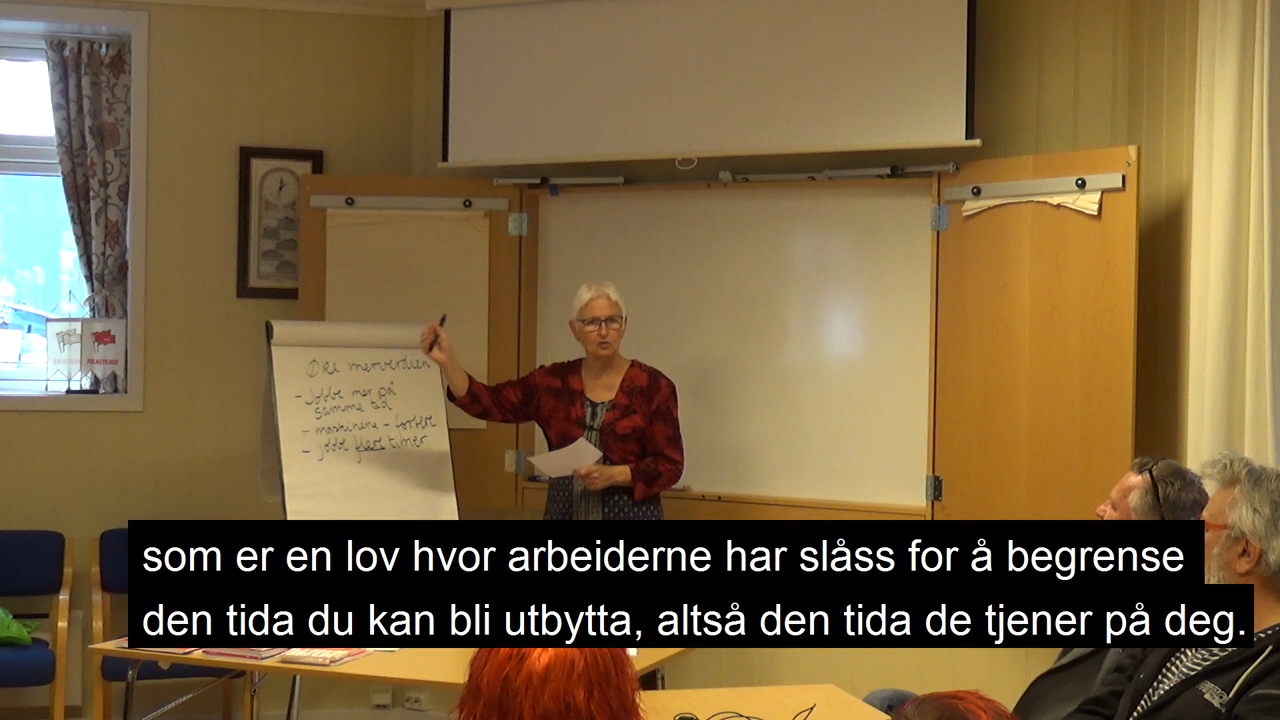 Øke merverdien
- Jobbe mer på
samme tid
- maskinene - fortere
- jobbe flere timer
som er en lov hvor arbeiderne har slåss for å begrense
den tida du kan bli utbytta, altså den tida de tjener på deg.